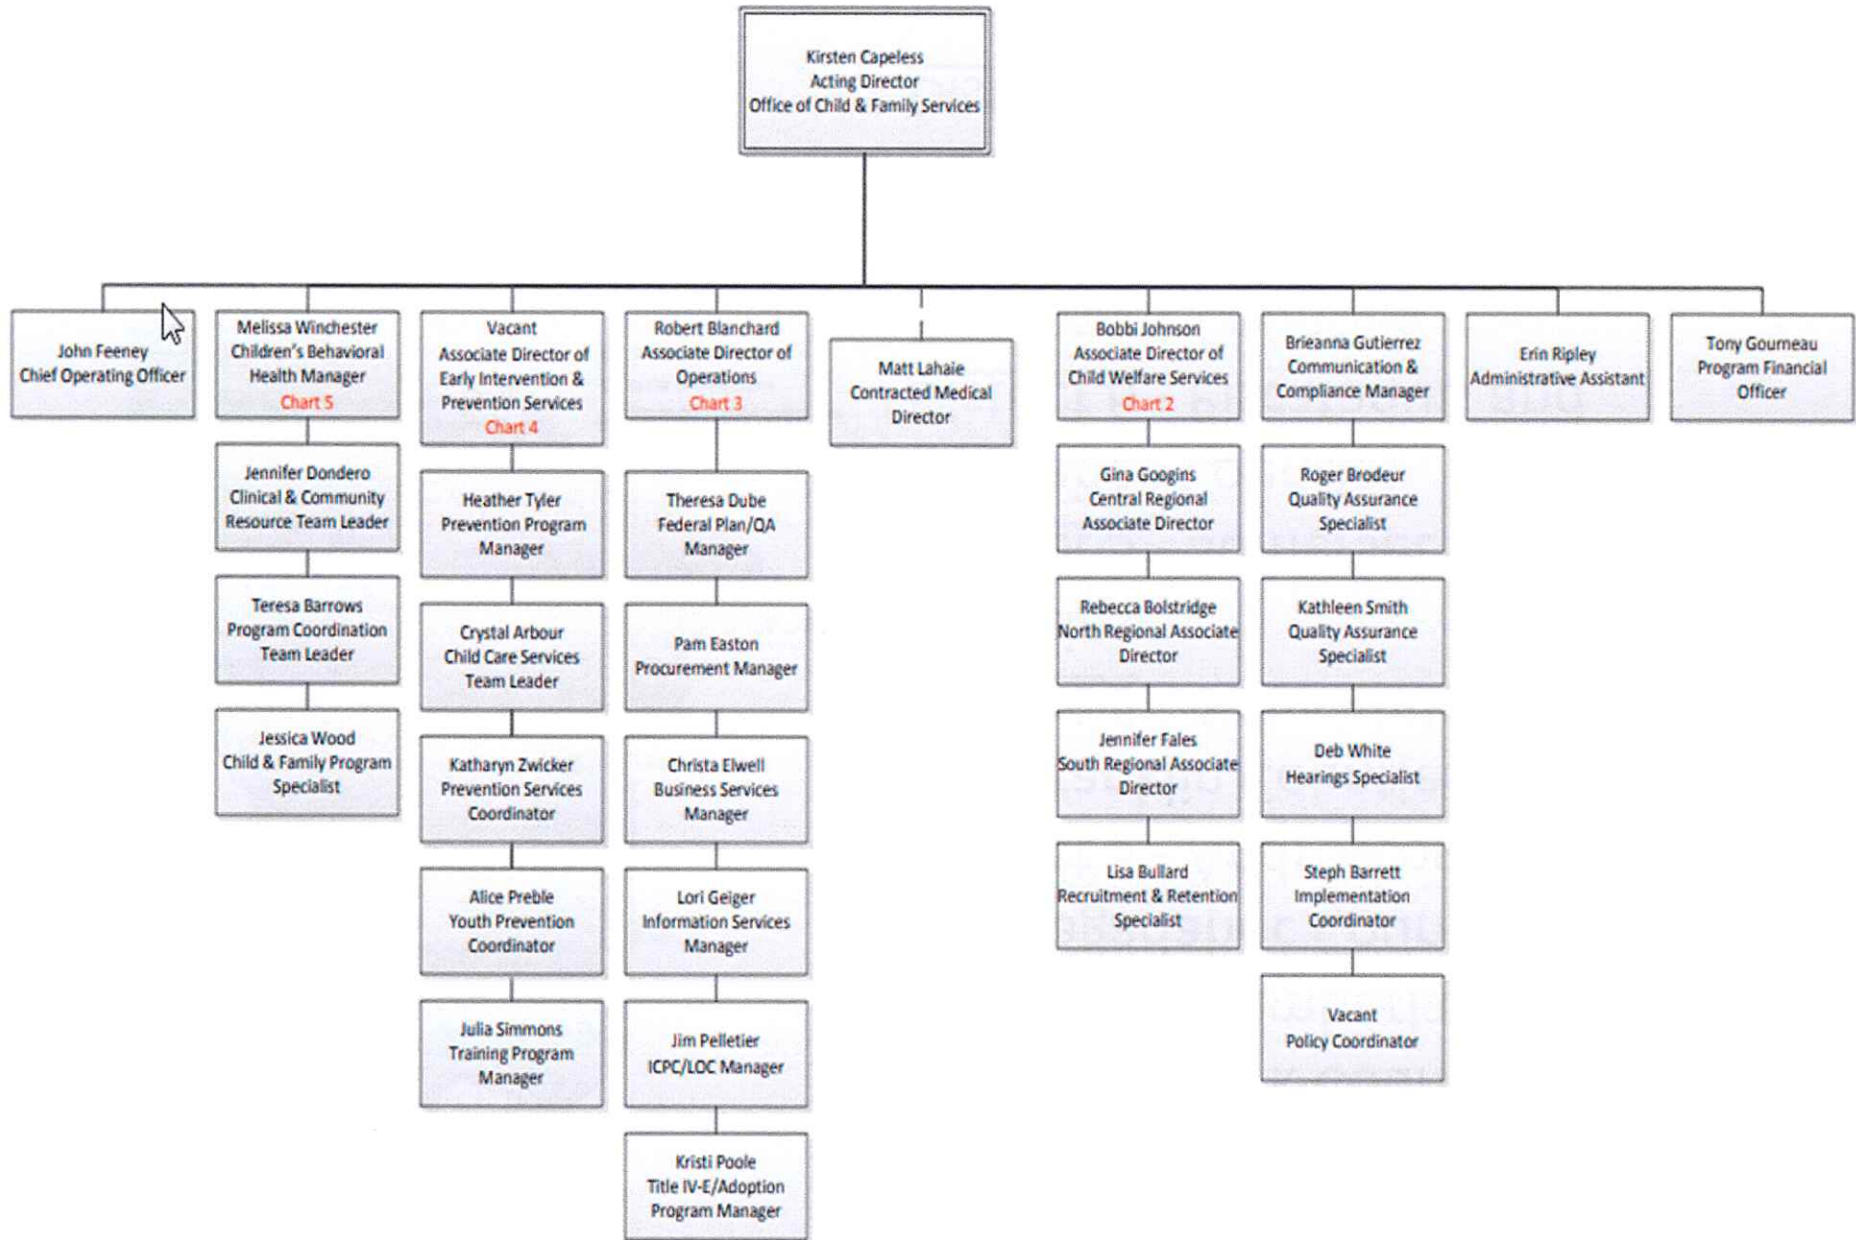 Kirsten Capeless
Acting Director
Office of Child & Family Services
John Feeney
Chief Operating Officer
Melissa Winchester
Children's Behavioral
Health Manager
Chart 5
Jennifer Dondero
Clinical & Community
Resource Team Leader
Teresa Barrows
Program Coordination
Team Leader
Jessica Wood
Child & Family Program
Specialist
Vacant
Associate Director of
Early Intervention &
Prevention Services
Chart 4
Heather Tyler
Prevention Program
Manager
Crystal Arbour
Child Care Services
Team Leader
Katharyn Zwicker
Prevention Services
Coordinator
Alice Preble
Youth Prevention
Coordinator
Julia Simmons
Training Program
Manager
Robert Blanchard
Associate Director of
Operations
Chart 3
Theresa Dube
Federal Plan/QA
Manager
Pam Easton
Procurement Manager
Christa Elwell
Business Services
Manager
Lori Geiger
Information Services
Manager
Jim Pelletier
ICPC/LOC Manager
Kristi Poole
Title IV-E/Adoption
Program Manager
Matt Lahaie
Contracted Medical
Director
Bobbi Johnson
Associate Director of
Child Welfare Services
Chart 2
Gina Googins
Central Regional
Associate Director
Rebecca Bolstridge
North Regional Associate
Director
Jennifer Fales
South Regional Associate
Director
Lisa Bullard
Recruitment & Retention
Specialist
Brieanna Gutierrez
Communication &
Compliance Manager
Roger Brodeur
Quality Assurance
Specialist
Kathleen Smith
Quality Assurance
Specialist
Deb White
Hearings Specialist
Steph Barrett
Implementation
Coordinator
Vacant
Policy Coordinator
Erin Ripley
Administrative Assistant
Tony Gourneau
Program Financial
Officer